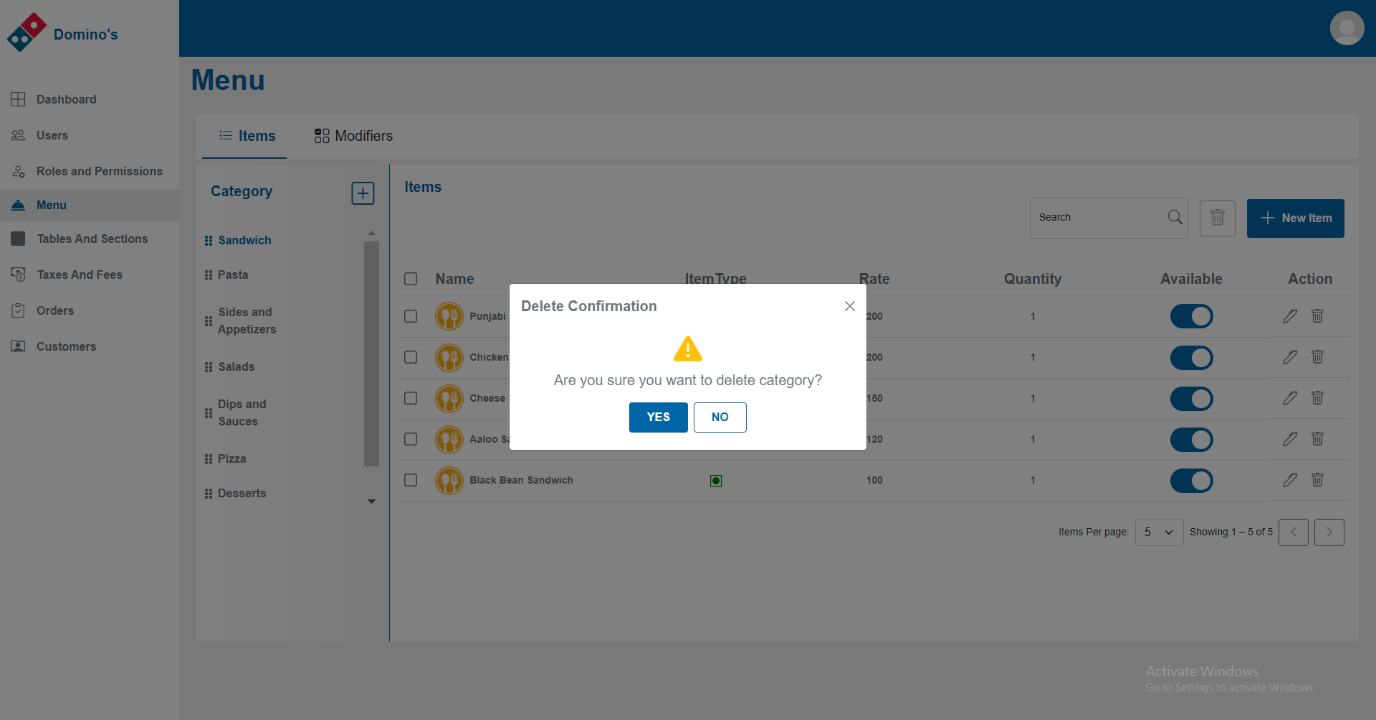 Domino's
Dashboard
Users
Roles and Permissions
Menu
Tables And Sections
Taxes And Fees
Orders
Customers
Menu
Items
Modifiers
Category
Sandwich
Pasta
Sides and
Appetizers
Salads
Dips and
Sauces
Pizza
Desserts
Items
Search
New Item
Name ItemType Rate Quantity Available Action
Punjabi 200 1
Chicken 200 1
Cheese 150 1
Aaloo 120 1
Black Bean Sandwich 100 1
Items Per page: 5 Showing 1 – 5 of 5
Delete Confirmation
Are you sure you want to delete category?
YES NO
Activate Windows
Go to Settings to activate Windows.